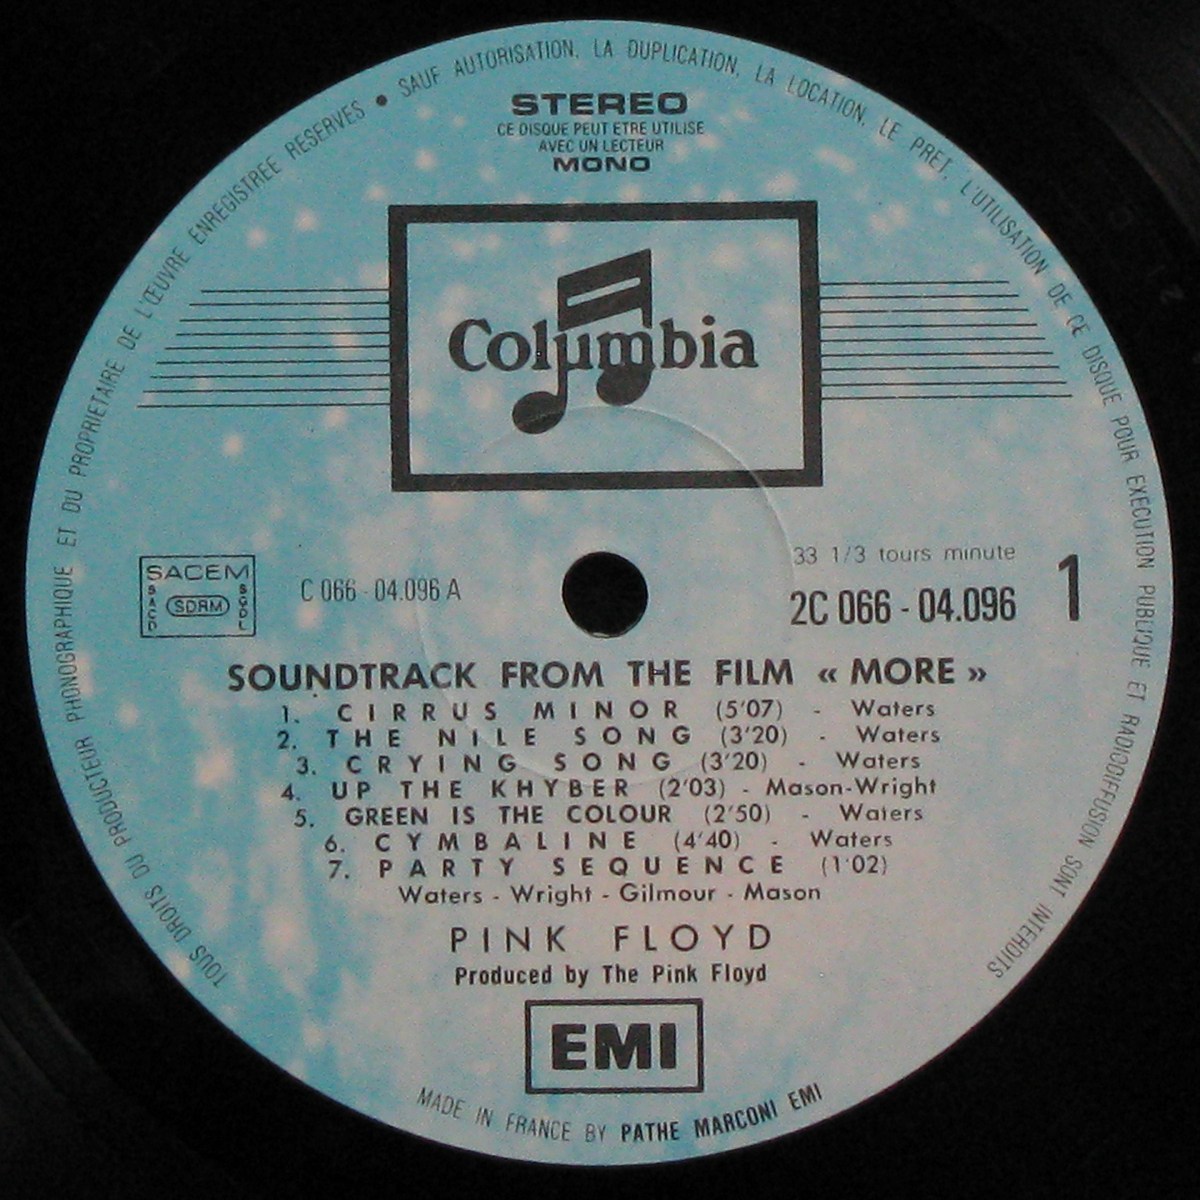 TOUS DROITS DU PRODUCTEUR PHONOGRAPHIQUE ET DU PROPRIETAIRE DE L'ŒUVRE ENREGISTREE RESERVES • SAUF AUTORISATION, LA DUPLICATION, LA LOCATION, LE PRET, L'UTILISATION DE CE DISQUE POUR EXECUTION PUBLIQUE ET RADIODIFFUSION SONT INTERDITS
STEREO
CE DISQUE PEUT ETRE UTILISE
AVEC UN LECTEUR
MONO
Columbia
33 1/3 tours minute
SACEM
SACD SDRM SGDL
C 066 - 04.096 A
2C 066 - 04.096
1
SOUNDTRACK FROM THE FILM « MORE »
1. CIRRUS MINOR (5'07) - Waters
2. THE NILE SONG (3'20) - Waters
3. CRYING SONG (3'20) - Waters
4. UP THE KHYBER (2'03) - Mason-Wright
5. GREEN IS THE COLOUR (2'50) - Waters
6. CYMBALINE (4'40) - Waters
7. PARTY SEQUENCE (1'02)
Waters - Wright - Gilmour - Mason
PINK FLOYD
Produced by The Pink Floyd
EMI
MADE IN FRANCE BY PATHE MARCONI EMI